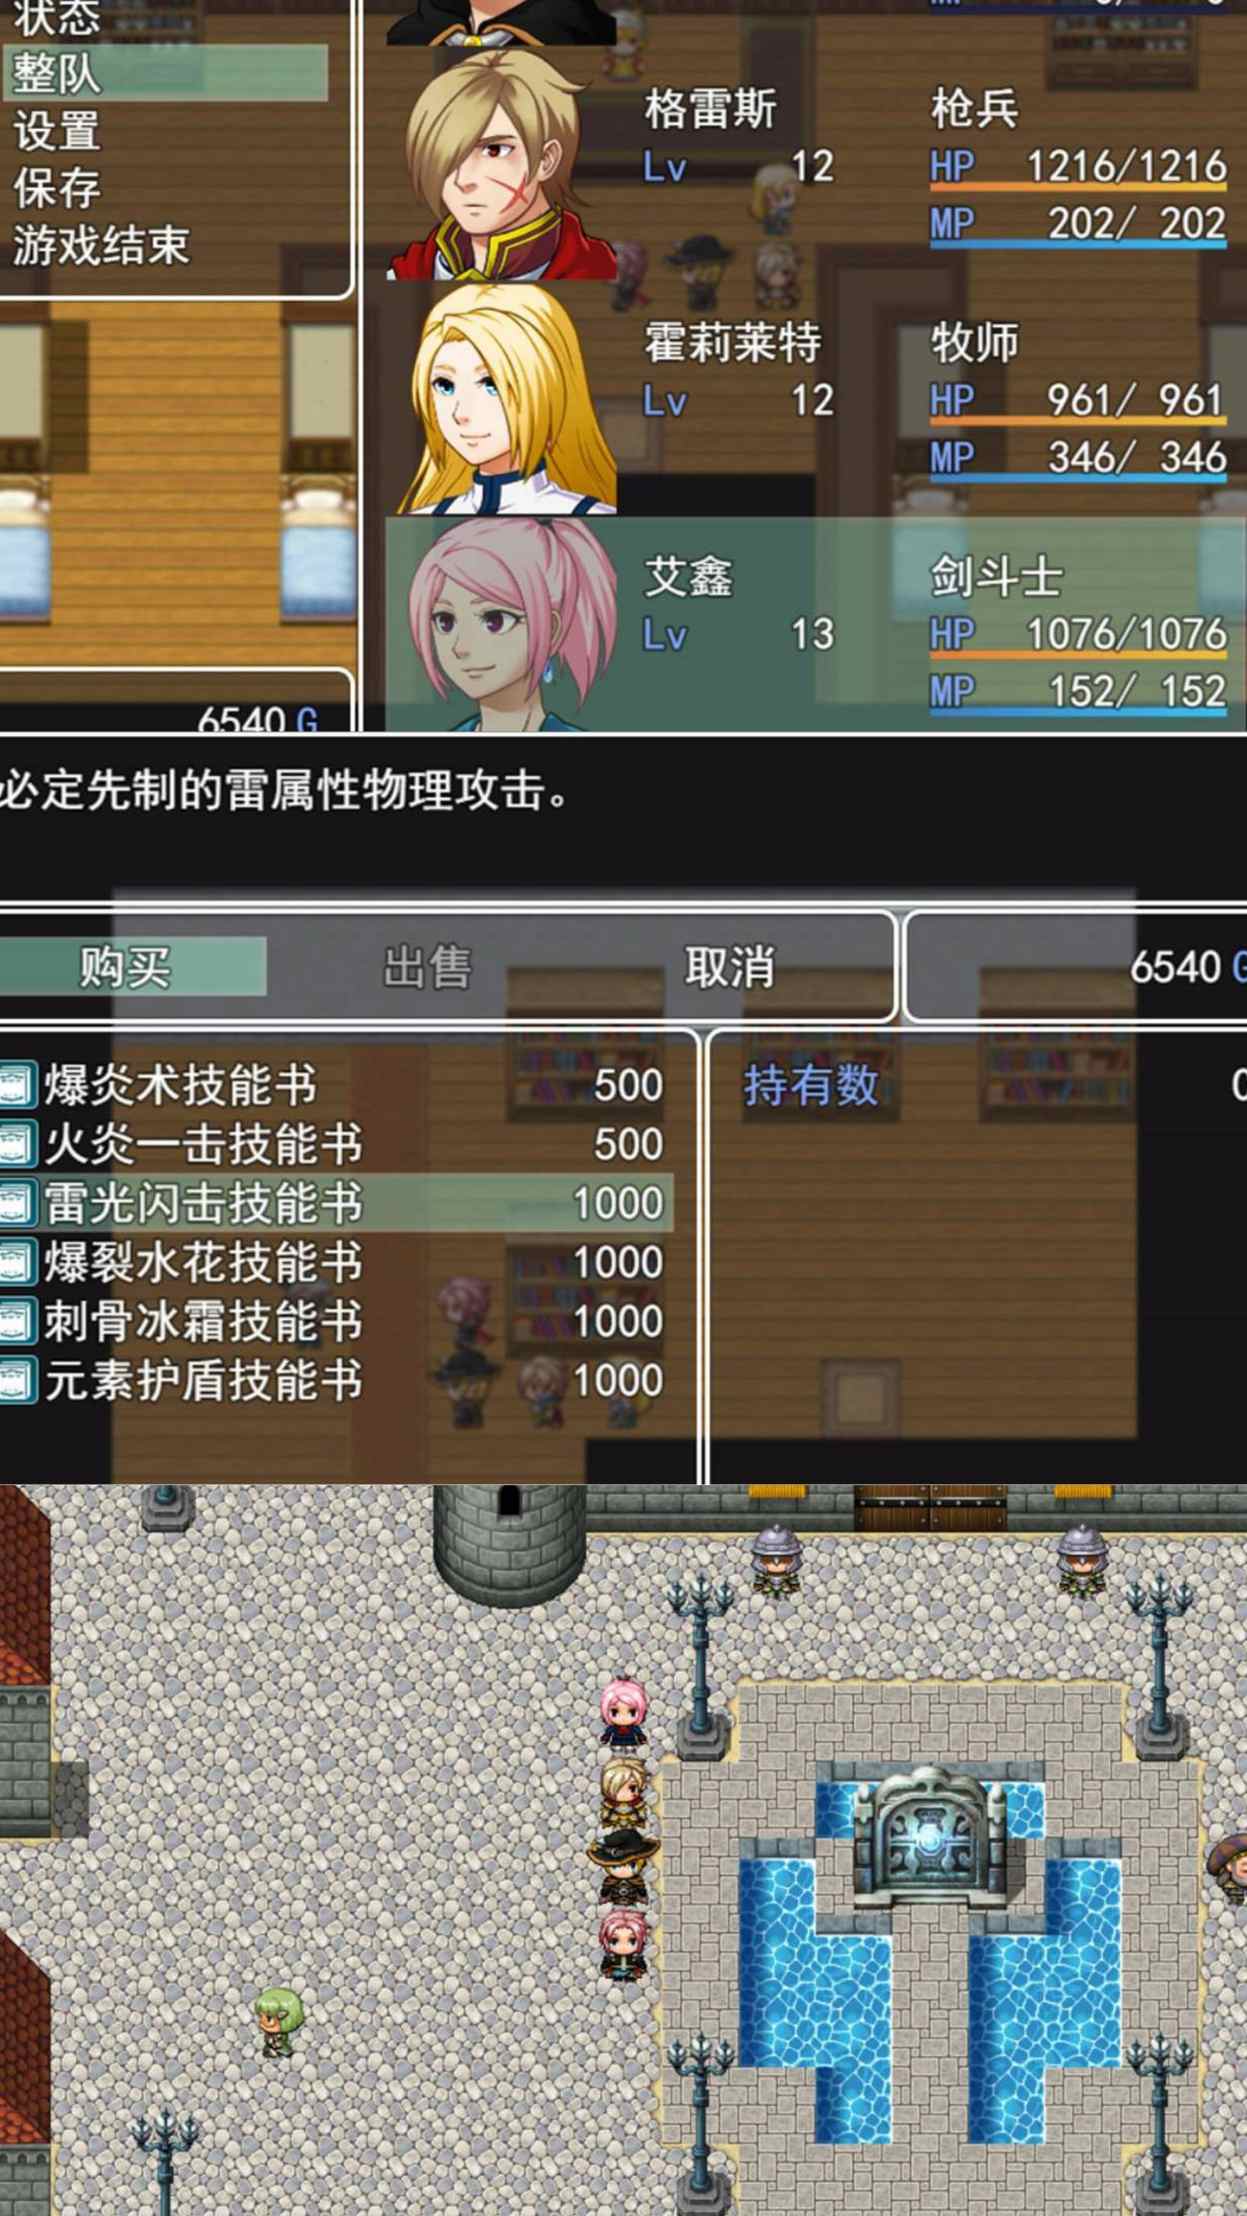 状态
整队
设置
保存
游戏结束
6540 G
格雷斯 枪兵
Lv 12 HP 1216/1216
MP 202/ 202
霍莉莱特 牧师
Lv 12 HP 961/ 961
MP 346/ 346
艾鑫 剑斗士
Lv 13 HP 1076/1076
MP 152/ 152
必定先制的雷属性物理攻击。
购买 出售 取消 6540 G
爆炎术技能书 500
火炎一击技能书 500
雷光闪击技能书 1000
爆裂水花技能书 1000
刺骨冰霜技能书 1000
元素护盾技能书 1000
持有数 0